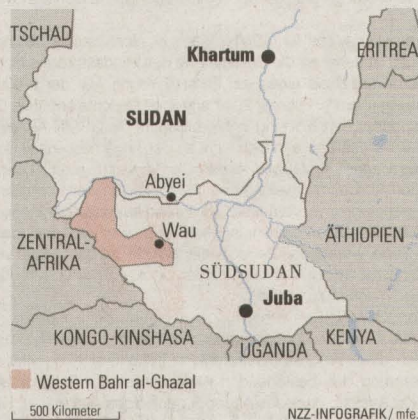 TSCHAD
Khartum
ERITREA
SUDAN
Abyei
Wau
ZENTRAL-
AFRIKA
ÄTHIOPIEN
SÜDSUDAN
Juba
KONGO-KINSHASA
UGANDA
KENYA
Western Bahr al-Ghazal
500 Kilometer
NZZ-INFOGRAFIK / mfe.